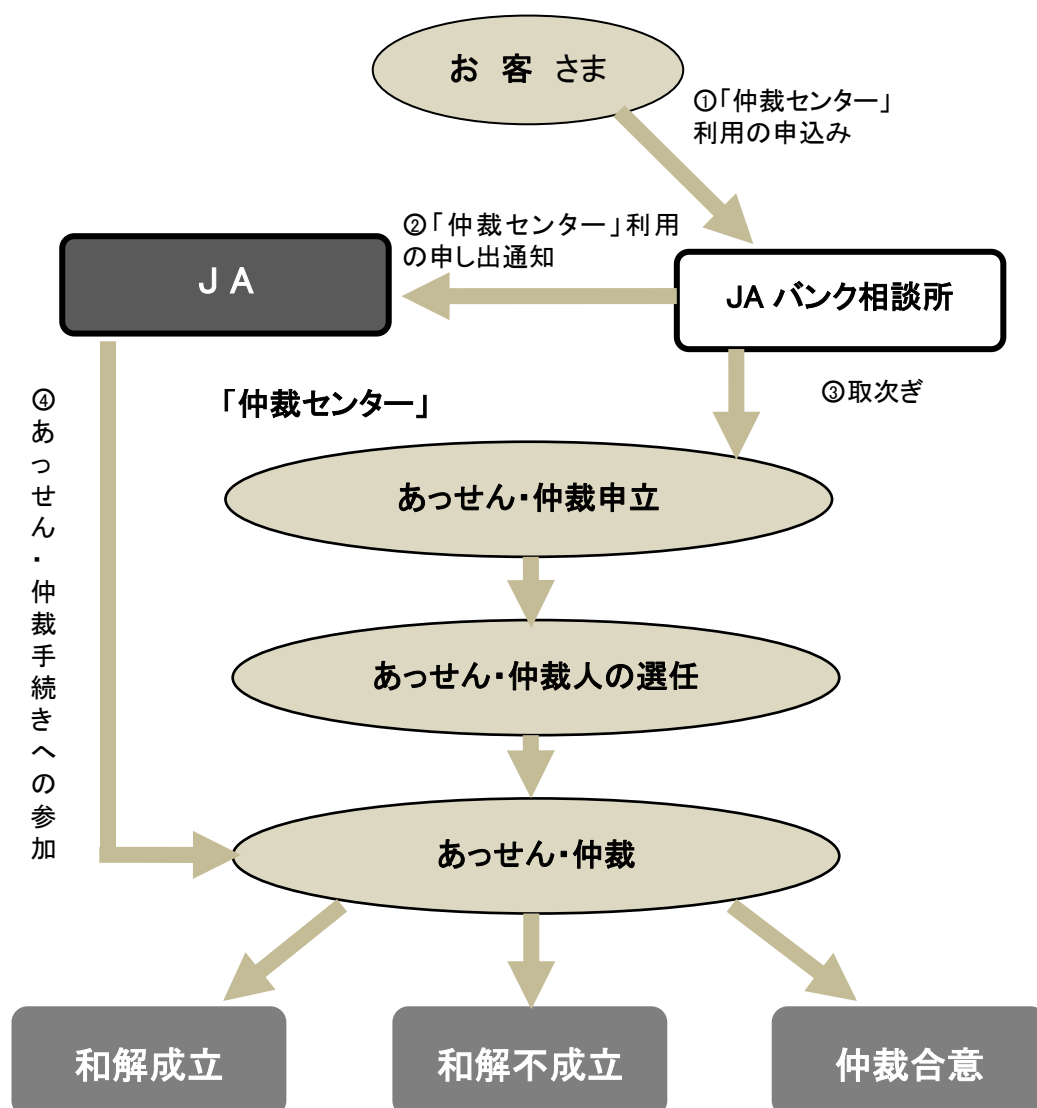 お 客 さま
①「仲裁センター」
利用の申込み
②「仲裁センター」利用
の申し出通知
JA
JA バンク相談所
③取次ぎ
「仲裁センター」
④あっせん・仲裁手続きへの参加
あっせん・仲裁申立
あっせん・仲裁人の選任
あっせん・仲裁
和解成立
和解不成立
仲裁合意